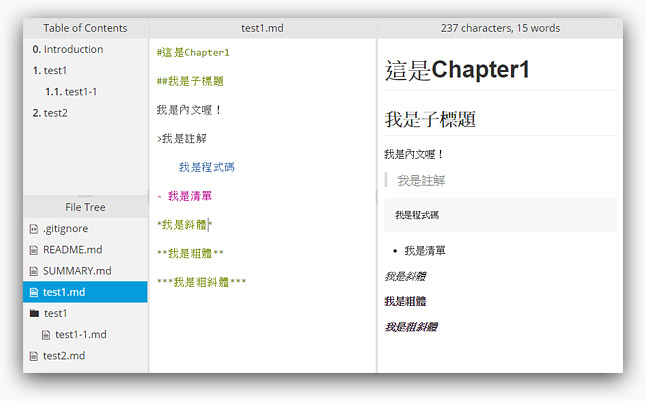 Table of Contents
0. Introduction
1. test1
1.1. test1-1
2. test2
File Tree
.gitignore
README.md
SUMMARY.md
test1.md
test1
test1-1.md
test2.md
test1.md
#這是Chapter1
##我是子標題
我是內文喔！
>我是註解
我是程式碼
- 我是清單
*我是斜體*
**我是粗體**
***我是粗斜體***
237 characters, 15 words
這是Chapter1
我是子標題
我是內文喔！
我是註解
我是程式碼
• 我是清單
我是斜體
我是粗體
我是粗斜體